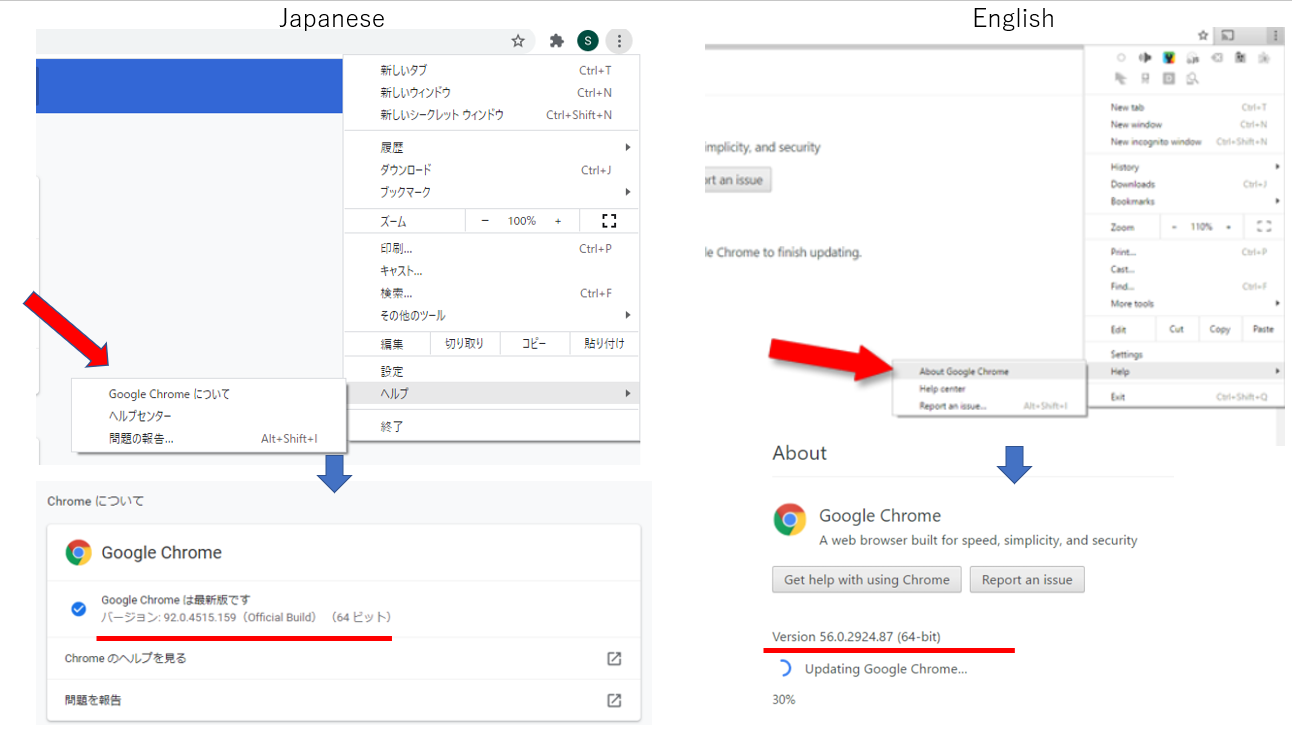 Japanese
S
新しいタブ Ctrl+T
新しいウィンドウ Ctrl+N
新しいシークレット ウィンドウ Ctrl+Shift+N
履歴
ダウンロード Ctrl+J
ブックマーク
ズーム − 100% +
印刷... Ctrl+P
キャスト...
検索... Ctrl+F
その他のツール
編集 切り取り コピー 貼り付け
設定
ヘルプ
終了
Google Chrome について
ヘルプセンター
問題の報告... Alt+Shift+I
Chrome について
Google Chrome
Google Chrome は最新版です
バージョン: 92.0.4515.159（Official Build） （64 ビット）
Chrome のヘルプを見る
問題を報告
English
New tab Ctrl+T
New window Ctrl+N
New incognito window Ctrl+Shift+N
History
Downloads Ctrl+J
Bookmarks
Zoom − 110% +
Print... Ctrl+P
Cast...
Find... Ctrl+F
More tools
Edit Cut Copy Paste
Settings
Help
Exit Ctrl+Shift+Q
implicity, and security
ort an issue
le Chrome to finish updating.
About Google Chrome
Help center
Report an issue... Alt+Shift+I
About
Google Chrome
A web browser built for speed, simplicity, and security
Get help with using Chrome Report an issue
Version 56.0.2924.87 (64-bit)
Updating Google Chrome...
30%